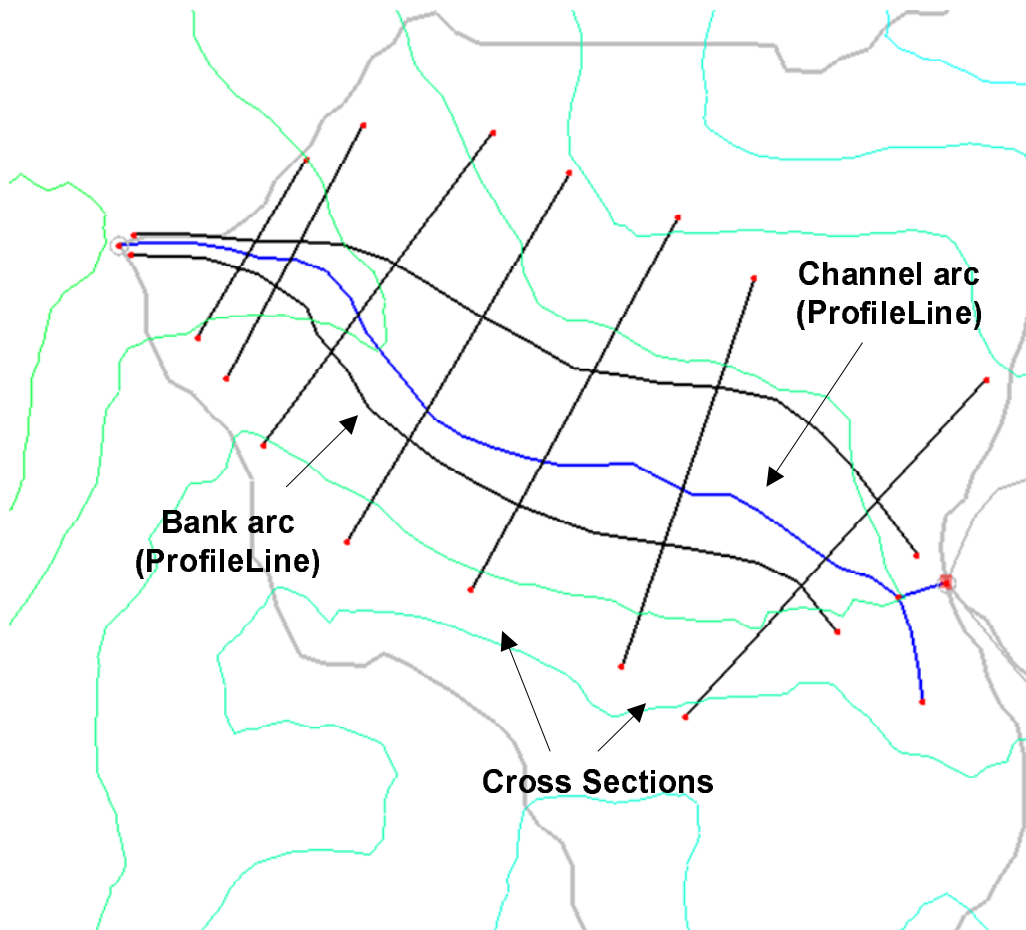 Channel arc
(ProfileLine)
Bank arc
(ProfileLine)
Cross Sections